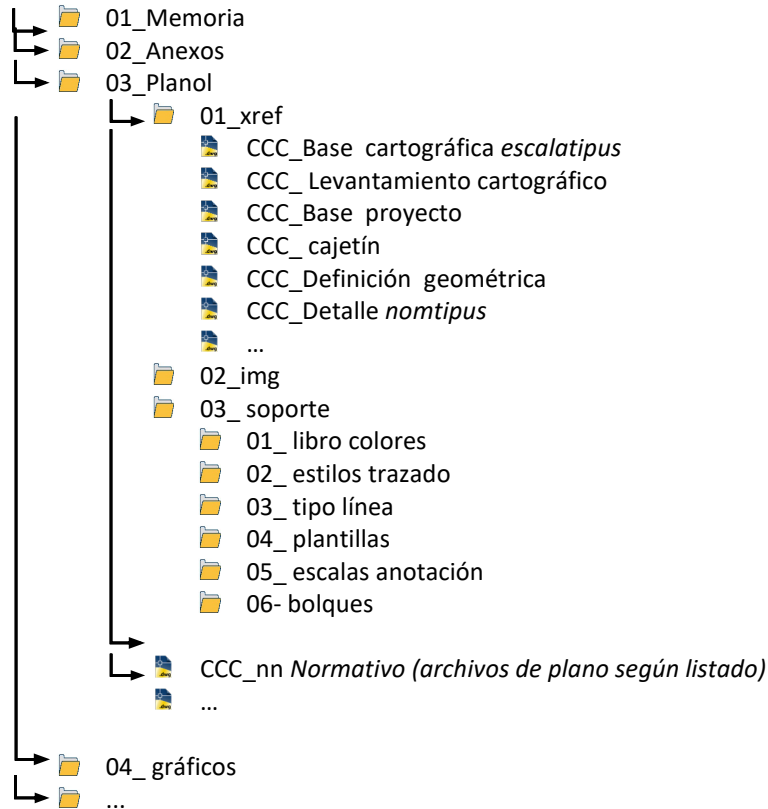 01_Memoria
02_Anexos
03_Planol
01_xref
CCC_Base cartográfica escalatipus
CCC_ Levantamiento cartográfico
CCC_Base proyecto
CCC_ cajetín
CCC_Definición geométrica
CCC_Detalle nomtipus
...
02_img
03_ soporte
01_ libro colores
02_ estilos trazado
03_ tipo línea
04_ plantillas
05_ escalas anotación
06- bolques
CCC_nn Normativo (archivos de plano según listado)
...
04_ gráficos
...